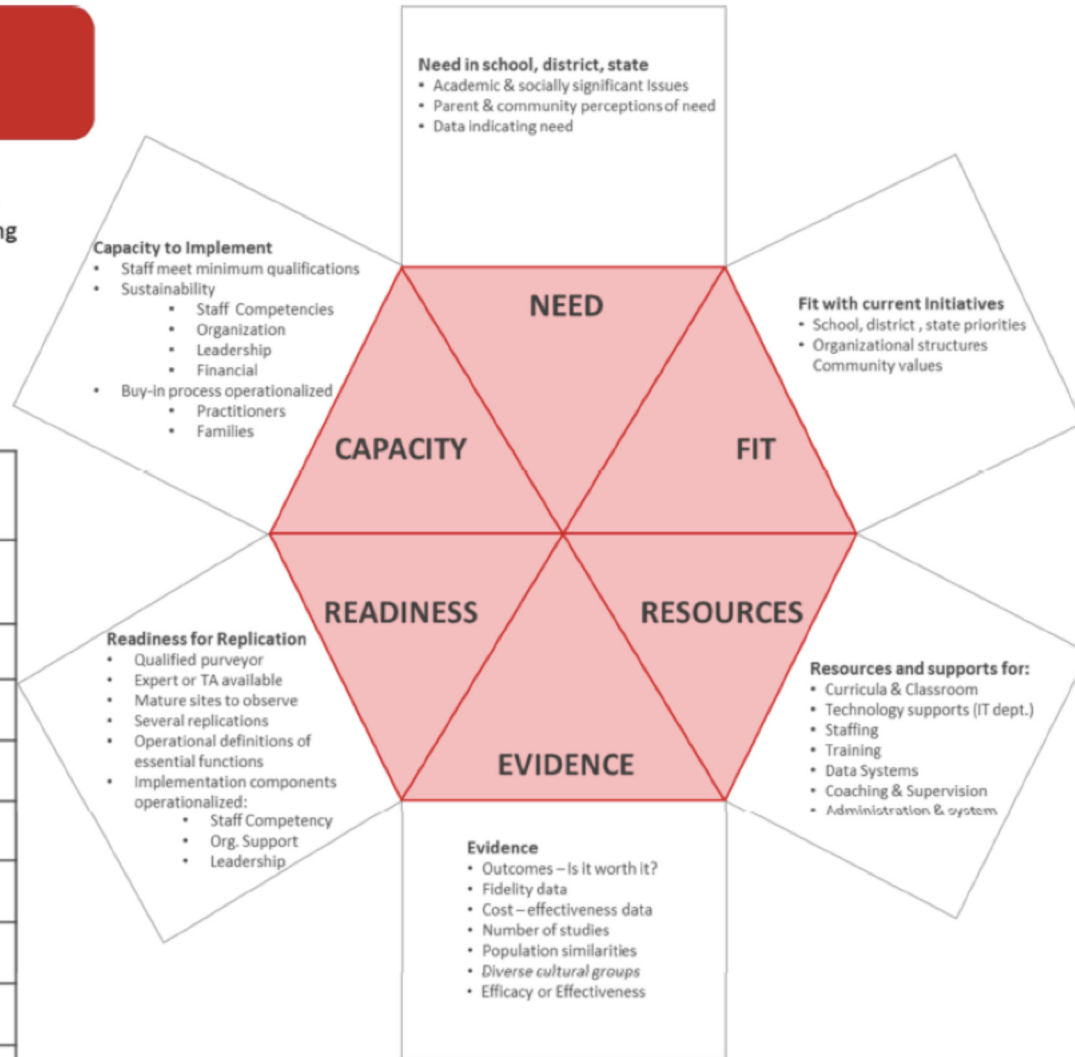 Need in school, district, state
• Academic & socially significant Issues
• Parent & community perceptions of need
• Data indicating need
ng
Capacity to Implement
• Staff meet minimum qualifications
• Sustainability
• Staff Competencies
• Organization
• Leadership
• Financial
• Buy-in process operationalized
• Practitioners
• Families
Fit with current Initiatives
• School, district , state priorities
• Organizational structures
Community values
NEED
CAPACITY
FIT
READINESS
RESOURCES
EVIDENCE
Readiness for Replication
• Qualified purveyor
• Expert or TA available
• Mature sites to observe
• Several replications
• Operational definitions of
essential functions
• Implementation components
operationalized:
• Staff Competency
• Org. Support
• Leadership
Resources and supports for:
• Curricula & Classroom
• Technology supports (IT dept.)
• Staffing
• Training
• Data Systems
• Coaching & Supervision
• Administration & system
Evidence
• Outcomes – Is it worth it?
• Fidelity data
• Cost – effectiveness data
• Number of studies
• Population similarities
• Diverse cultural groups
• Efficacy or Effectiveness